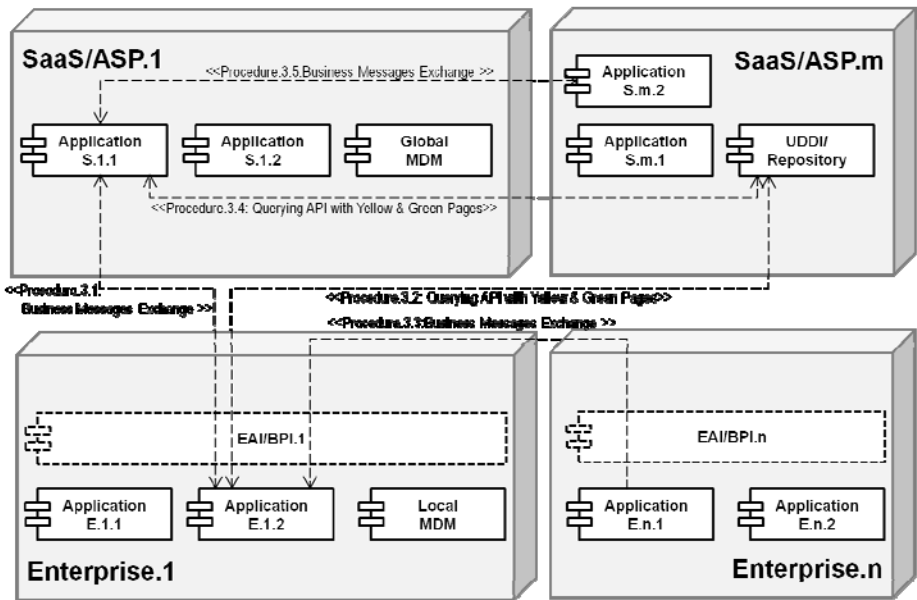 SaaS/ASP.1
SaaS/ASP.m
<<Procedure.3.5.Business Messages Exchange >>
Application
S.m.2
Application
S.1.1
Application
S.1.2
Global
MDM
Application
S.m.1
UDDI/
Repository
<<Procedure.3.4: Querying API with Yellow & Green Pages>>
<<Procedure.3.1:
Business Messages Exchange >>
<<Procedure.3.2: Querying API with Yellow & Green Pages>>
<<Procedure.3.3:Business Messages Exchange >>
EAI/BPI.1
EAI/BPI.n
Application
E.1.1
Application
E.1.2
Local
MDM
Application
E.n.1
Application
E.n.2
Enterprise.1
Enterprise.n